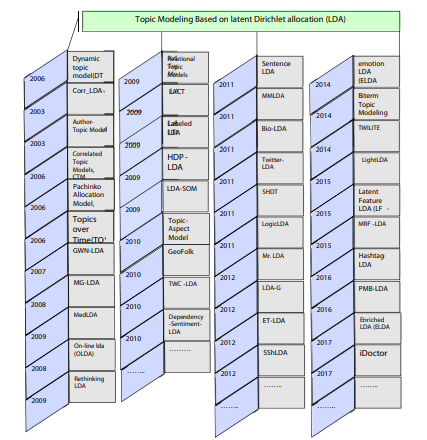 Topic Modeling Based on latent Dirichlet allocation (LDA)
Dynamic
topic
model(DT
2006
Corr_LDA-
2003
Author-
Topic Model
2003
Correlated
Topic
Models,
CTM
2006
Pachinko
Allocation
Model,
2006
Topics
over
Time(TO'
2006
GWN-LDA
2007
MG-LDA
2008
MedLDA
2009
On-line lda
(OLDA)
2008
Rethinking
LDA
2009
Relational
Topic
Models
2009
2009
Labeled
LDA
2009
HDP -
LDA
2009
LDA-SOM
2009
Topic-
Aspect
Model
2010
GeoFolk
2010
TWC -LDA
2010
Dependency
-Sentiment-
LDA
2010
.........
........
Sentence
LDA
2011
MMLDA
2011
Bio-LDA
2011
Twitter-
LDA
2011
SHDT
2011
LogicLDA
2011
Mr. LDA
2012
LDA-G
2012
ET-LDA
2012
SShLDA
2012
........
........
emotion
LDA
(ELDA
2014
Biterm
Topic
Modeling
2014
TWILITE
2014
LightLDA
2015
Latent
Feature
LDA (LF -
2015
MRF -LDA
2015
Hashtag-
LDA
2016
PMB-LDA
2016
Enriched
LDA (ELDA
2017
iDoctor
2017
........
........